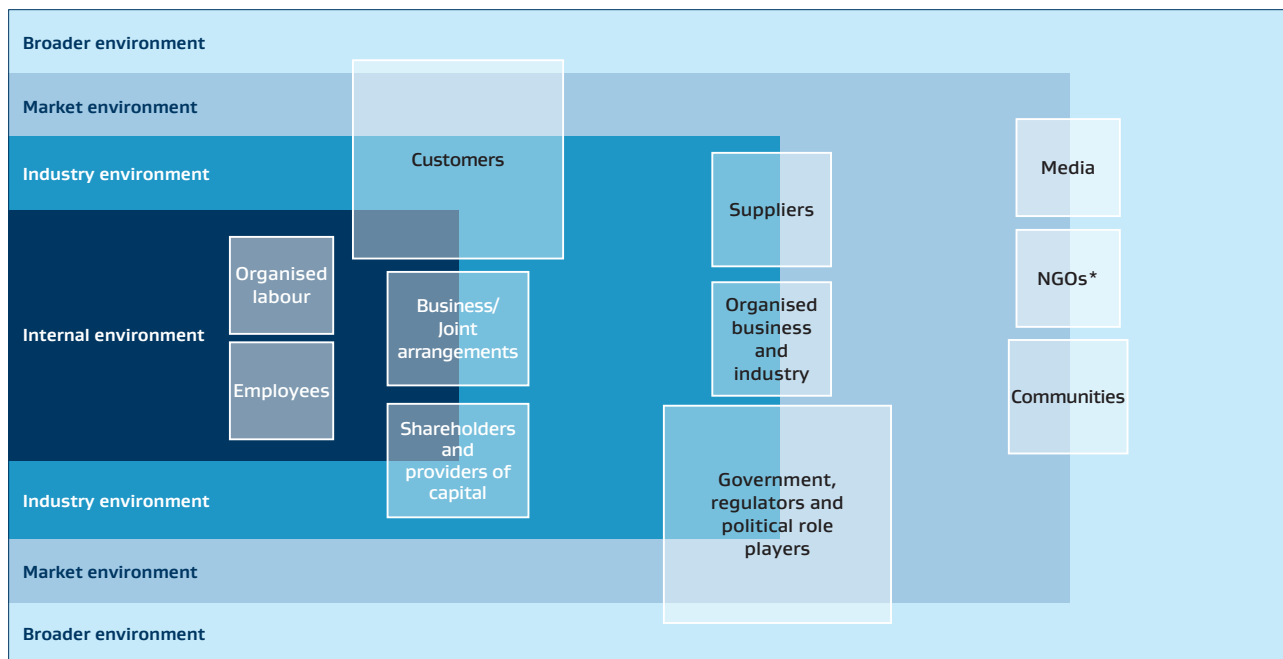 Broader environment
Market environment
Industry environment
Internal environment
Industry environment
Market environment
Broader environment
Customers
Organised
labour
Employees
Business/
Joint
arrangements
Shareholders
and
providers of
capital
Suppliers
Organised
business
and
industry
Government,
regulators and
political role
players
Media
NGOs*
Communities